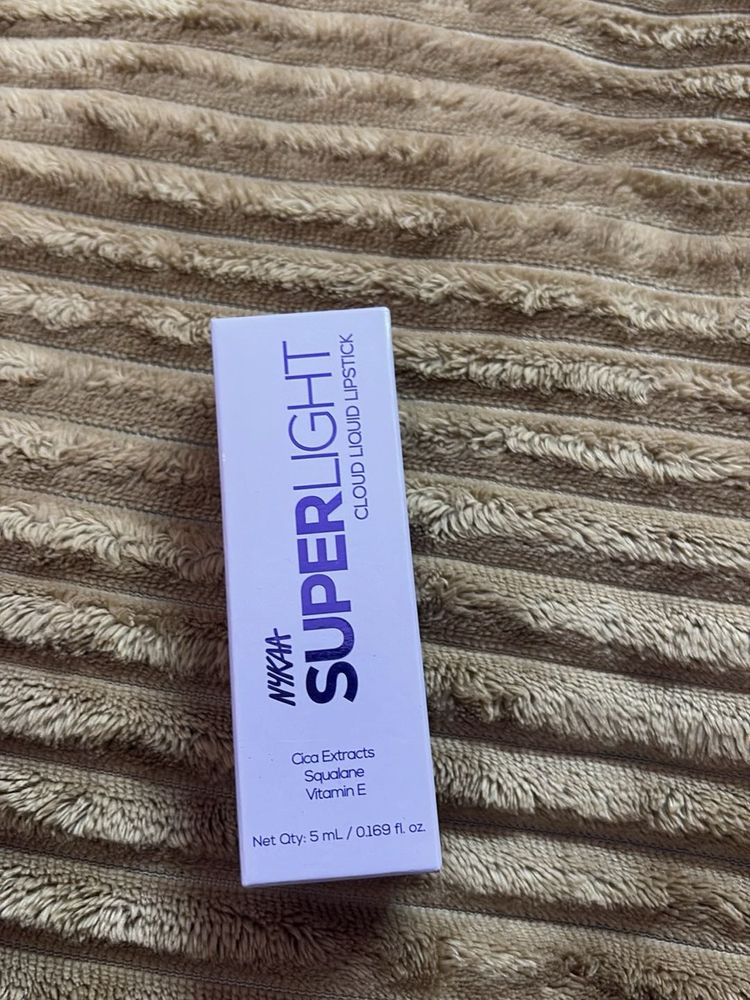 NYKAA
SUPERLIGHT
CLOUD LIQUID LIPSTICK
Cica Extracts
Squalane
Vitamin E
Net Qty: 5 mL / 0.169 fl. oz.